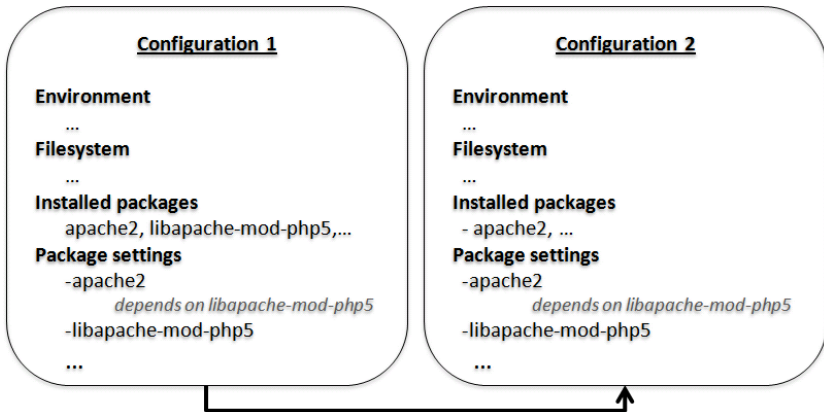 Configuration 1
Environment
...
Filesystem
...
Installed packages
apache2, libapache-mod-php5,...
Package settings
-apache2
depends on libapache-mod-php5
-libapache-mod-php5
...
Configuration 2
Environment
...
Filesystem
...
Installed packages
- apache2, ...
Package settings
-apache2
depends on libapache-mod-php5
-libapache-mod-php5
...